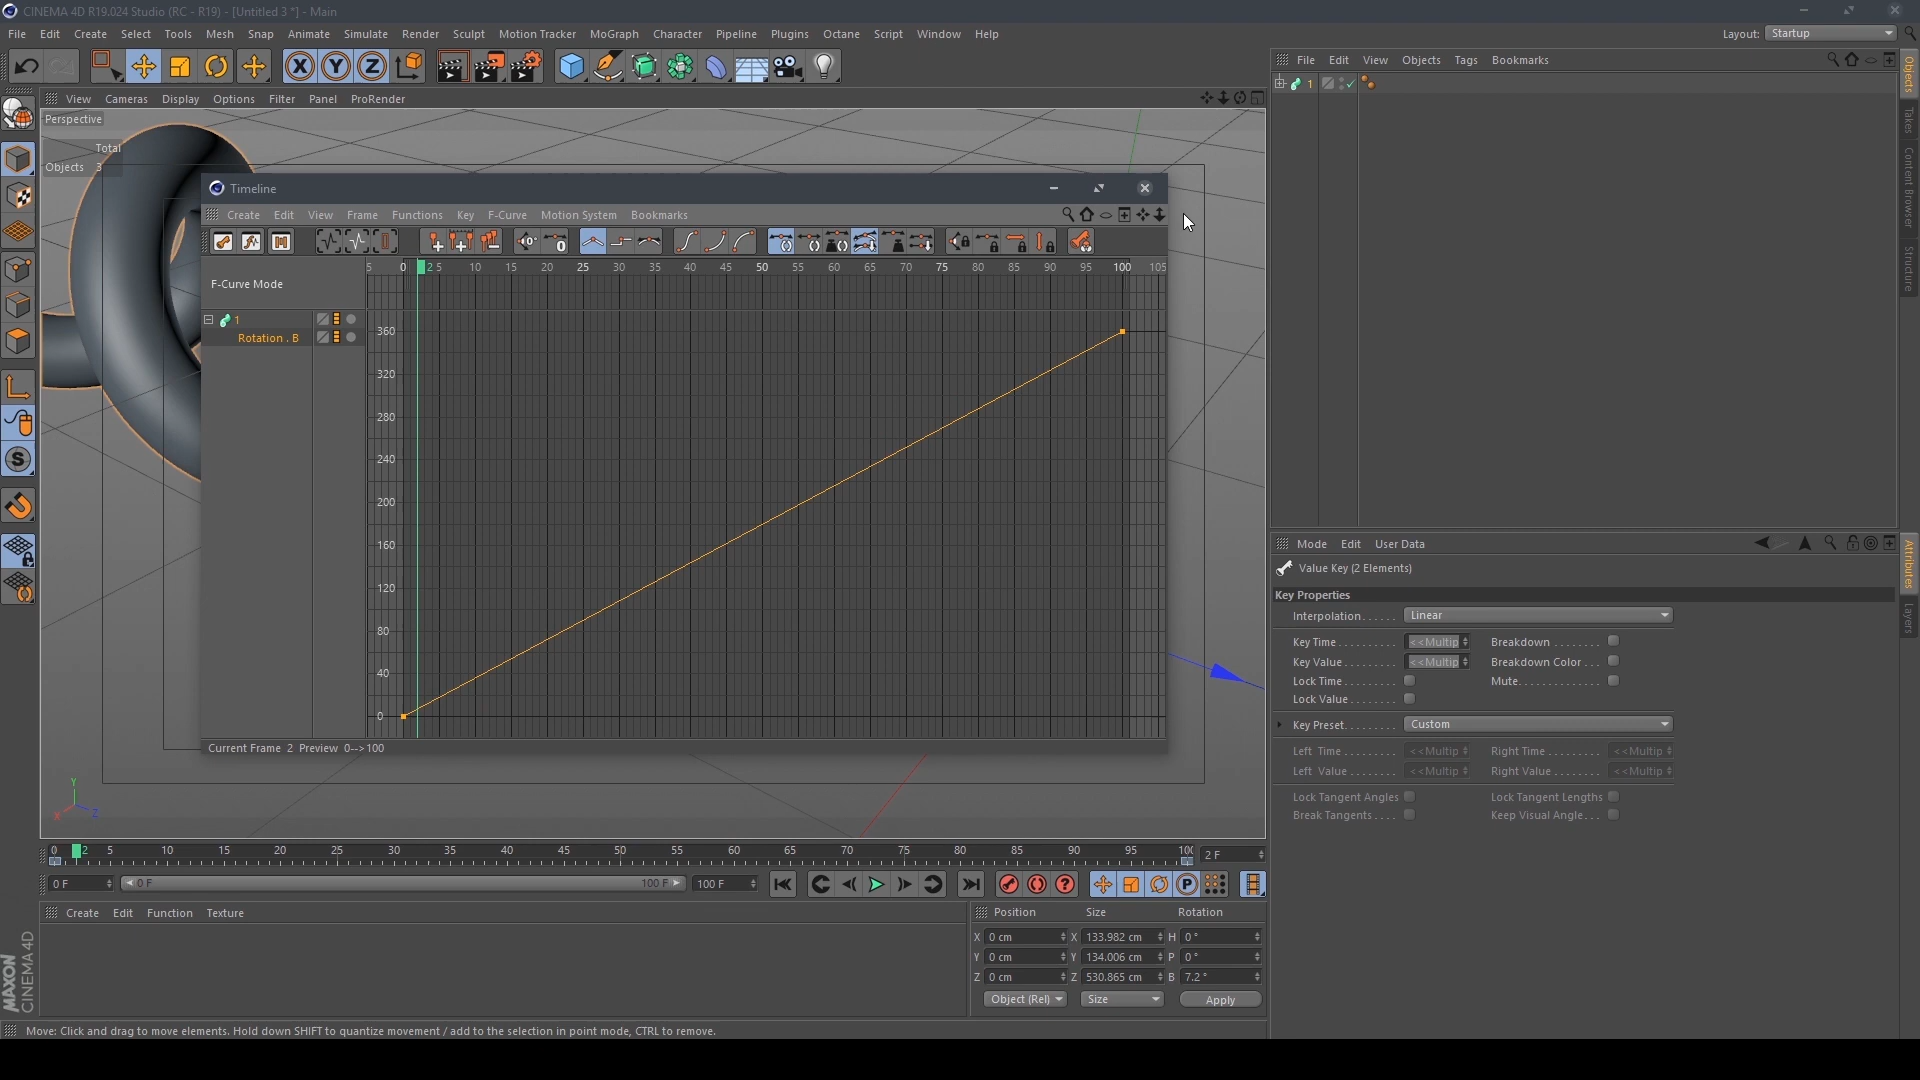 CINEMA 4D R19.024 Studio (RC - R19) - [Untitled 3 *] - Main
File Edit Create Select Tools Mesh Snap Animate Simulate Render Sculpt Motion Tracker MoGraph Character Pipeline Plugins Octane Script Window Help Layout: Startup
X Y Z
File Edit View Objects Tags Bookmarks
1
View Cameras Display Options Filter Panel ProRender
Perspective
Total
Objects 3
Timeline
Create Edit View Frame Functions Key F-Curve Motion System Bookmarks
5 0 2 5 10 15 20 25 30 35 40 45 50 55 60 65 70 75 80 85 90 95 100 105
F-Curve Mode
1
Rotation . B
360
320
280
240
200
160
120
80
40
0
Current Frame 2 Preview 0-->100
Y
X
Z
Objects
Takes
Content Browser
Structure
Mode Edit User Data
Value Key (2 Elements)
Key Properties
Interpolation...... Linear
Key Time......... <<Multip Breakdown ........
Key Value......... <<Multip Breakdown Color ...
Lock Time......... Mute.............
Lock Value........
Key Preset........ Custom
Left Time......... <<Multip Right Time......... <<Multip
Left Value........ <<Multip Right Value........ <<Multip
Lock Tangent Angles Lock Tangent Lengths
Break Tangents.... Keep Visual Angle...
Attributes
Layers
0 2 5 10 15 20 25 30 35 40 45 50 55 60 65 70 75 80 85 90 95 100 2 F
0 F 0 F 100 F 100 F
Create Edit Function Texture
Position Size Rotation
X 0 cm X 133.982 cm H 0 °
Y 0 cm Y 134.006 cm P 0 °
Z 0 cm Z 530.865 cm B 7.2 °
Object (Rel) Size Apply
MAXON
CINEMA 4D
Move: Click and drag to move elements. Hold down SHIFT to quantize movement / add to the selection in point mode, CTRL to remove.